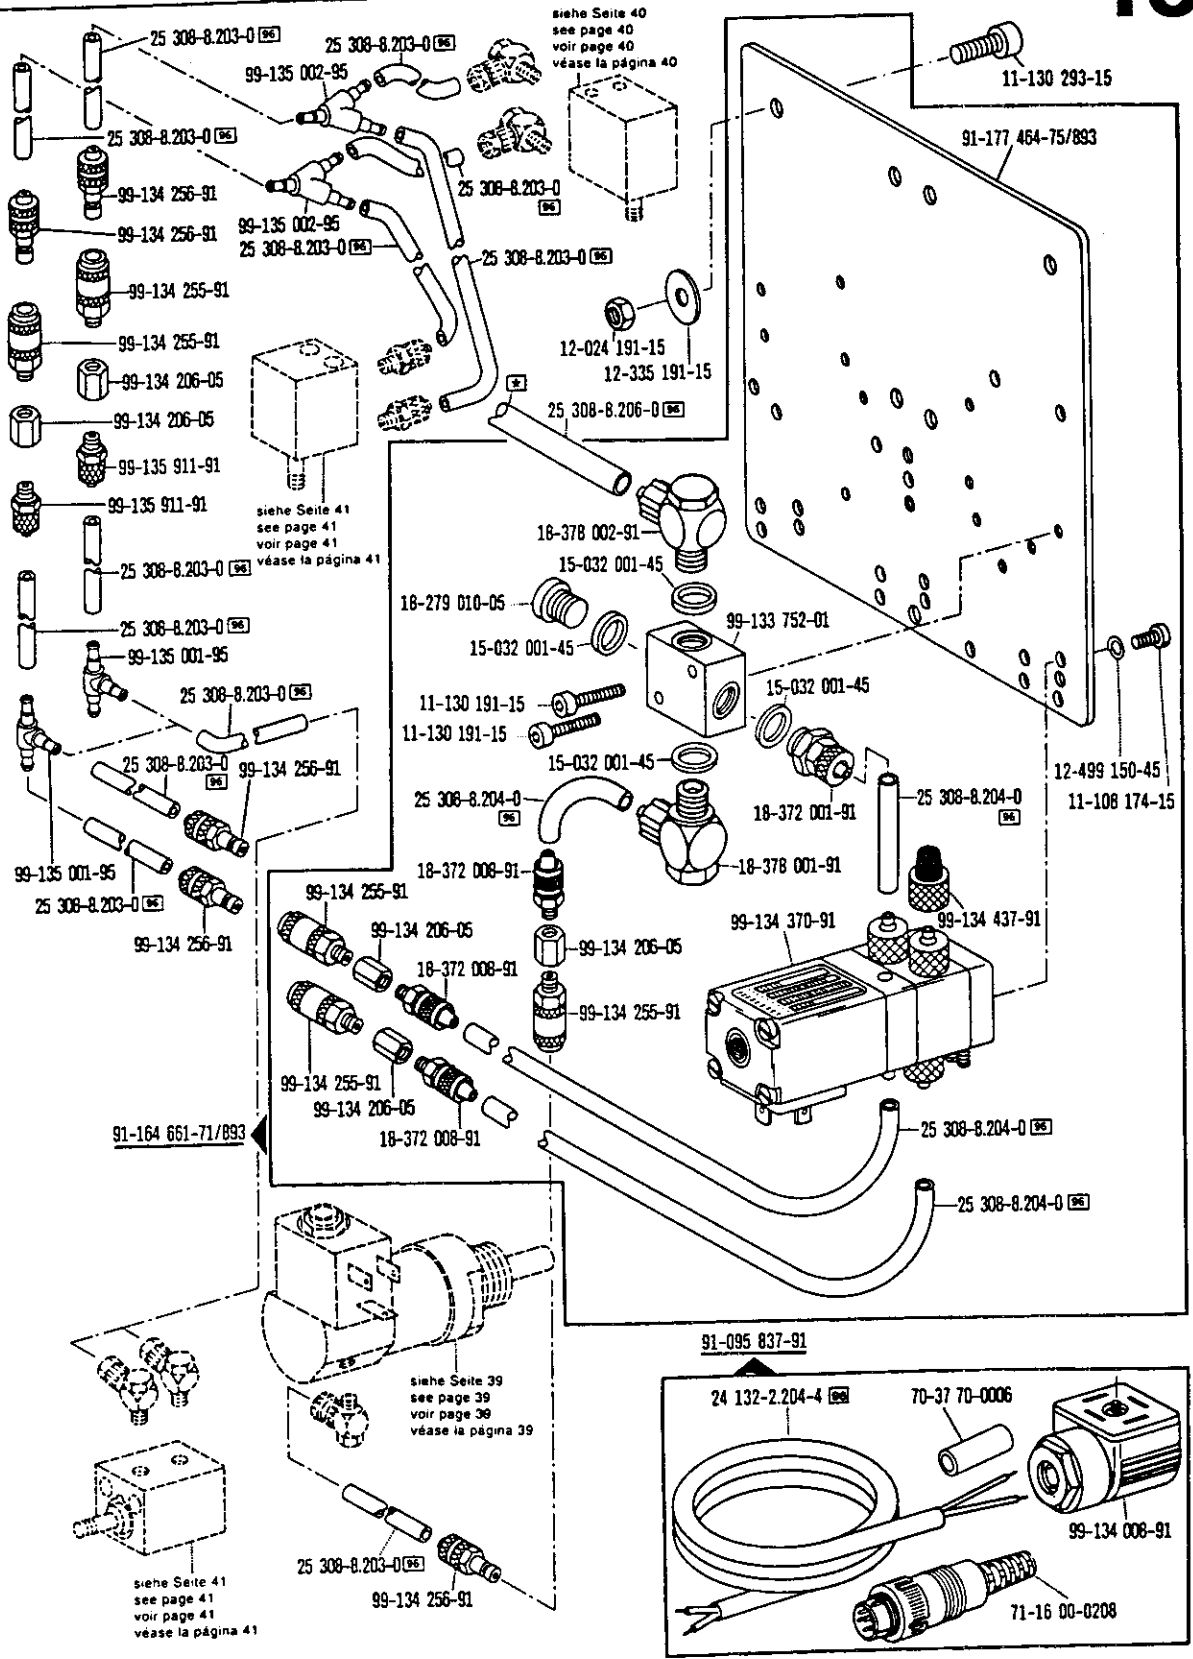 siehe Seite 40
see page 40
voir page 40
véase la página 40
25 308-8.203-0 96
25 308-8.203-0 96
99-135 002-95
11-130 293-15
25 308-8.203-0 96
91-177 464-75/893
99-134 256-91
25 308-8.203-0
96
99-134 256-91
99-135 002-95
25 308-8.203-0 96
25 308-8.203-0 96
99-134 255-91
99-134 255-91
12-024 191-15
12-335 191-15
99-134 206-05
99-134 206-05
25 308-8.206-0 96
99-135 911-91
99-135 911-91
siehe Seite 41
see page 41
voir page 41
véase la página 41
18-378 002-91
15-032 001-45
25 308-8.203-0 96
18-279 010-05
99-133 752-01
25 308-8.203-0 96
15-032 001-45
99-135 001-95
15-032 001-45
25 308-8.203-0 96
11-130 191-15
11-130 191-15
15-032 001-45
25 308-8.203-0
96
99-134 256-91
12-499 150-45
11-108 174-15
25 308-8.204-0
96
18-372 001-91
25 308-8.204-0
96
99-135 001-95
18-372 008-91
18-378 001-91
25 308-8.203-0 96
99-134 255-91
99-134 256-91
99-134 206-05
99-134 206-05
99-134 370-91
99-134 437-91
18-372 008-91
99-134 255-91
99-134 255-91
99-134 206-05
18-372 008-91
91-164 661-71/893
25 308-8.204-0 96
25 308-8.204-0 96
91-095 837-91
siehe Seite 39
see page 39
voir page 39
véase la página 39
24 132-2.204-4
70-37 70-0006
99-134 008-91
25 308-8.203-0 96
99-134 256-91
71-16 00-0208
siehe Seite 41
see page 41
voir page 41
véase la página 41